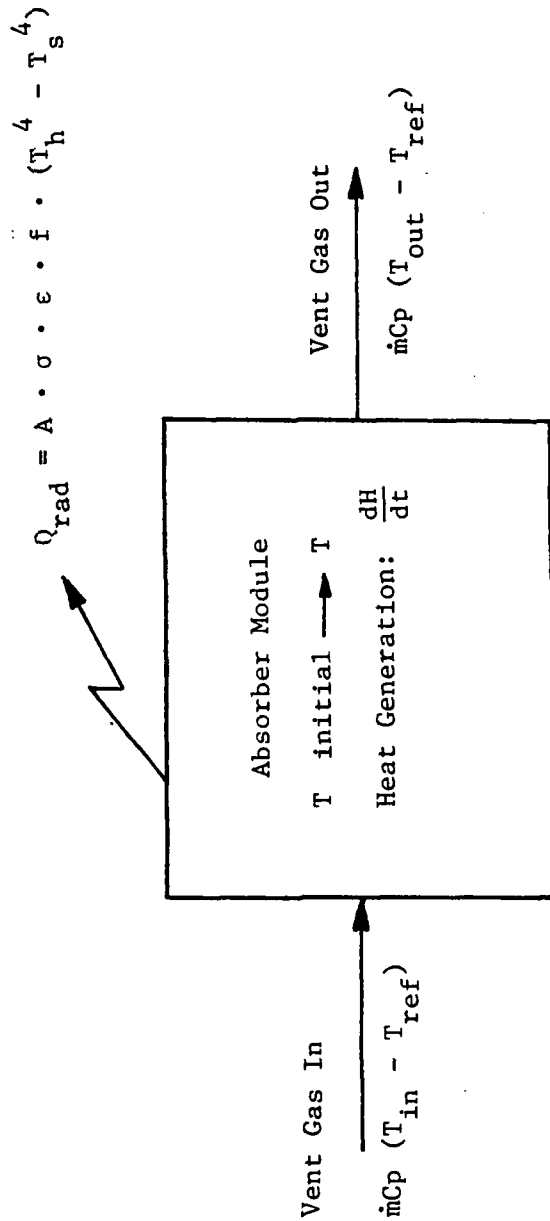 Q_rad = A · σ · ε · f · (T_h^4 - T_s^4)
Absorber Module
T initial → T
Heat Generation: dH/dt
Vent Gas In
ṁCp (T_in - T_ref)
Vent Gas Out
ṁCp (T_out - T_ref)